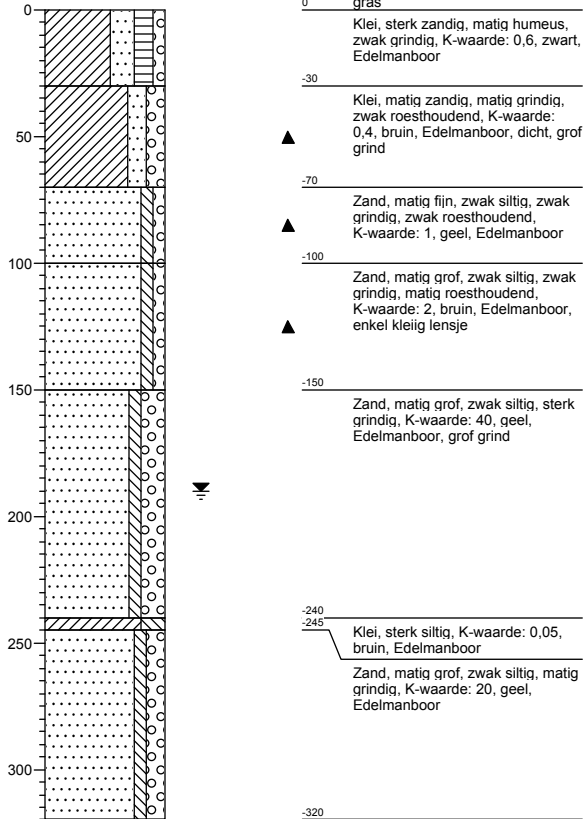 0
50
100
150
200
250
300
0
gras
Klei, sterk zandig, matig humeus,
zwak grindig, K-waarde: 0,6, zwart,
Edelmanboor
-30
Klei, matig zandig, matig grindig,
zwak roesthoudend, K-waarde:
0,4, bruin, Edelmanboor, dicht, grof
grind
-70
Zand, matig fijn, zwak siltig, zwak
grindig, zwak roesthoudend,
K-waarde: 1, geel, Edelmanboor
-100
Zand, matig grof, zwak siltig, zwak
grindig, matig roesthoudend,
K-waarde: 2, bruin, Edelmanboor,
enkel kleiig lensje
-150
Zand, matig grof, zwak siltig, sterk
grindig, K-waarde: 40, geel,
Edelmanboor, grof grind
-240
-245
Klei, sterk siltig, K-waarde: 0,05,
bruin, Edelmanboor
Zand, matig grof, zwak siltig, matig
grindig, K-waarde: 20, geel,
Edelmanboor
-320